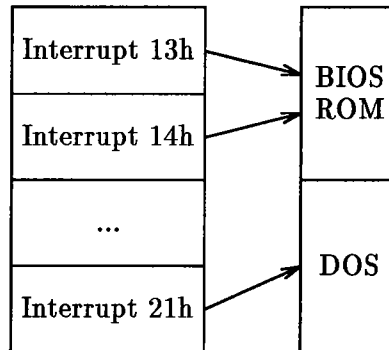 Interrupt 13h
Interrupt 14h
...
Interrupt 21h
BIOS
ROM
DOS